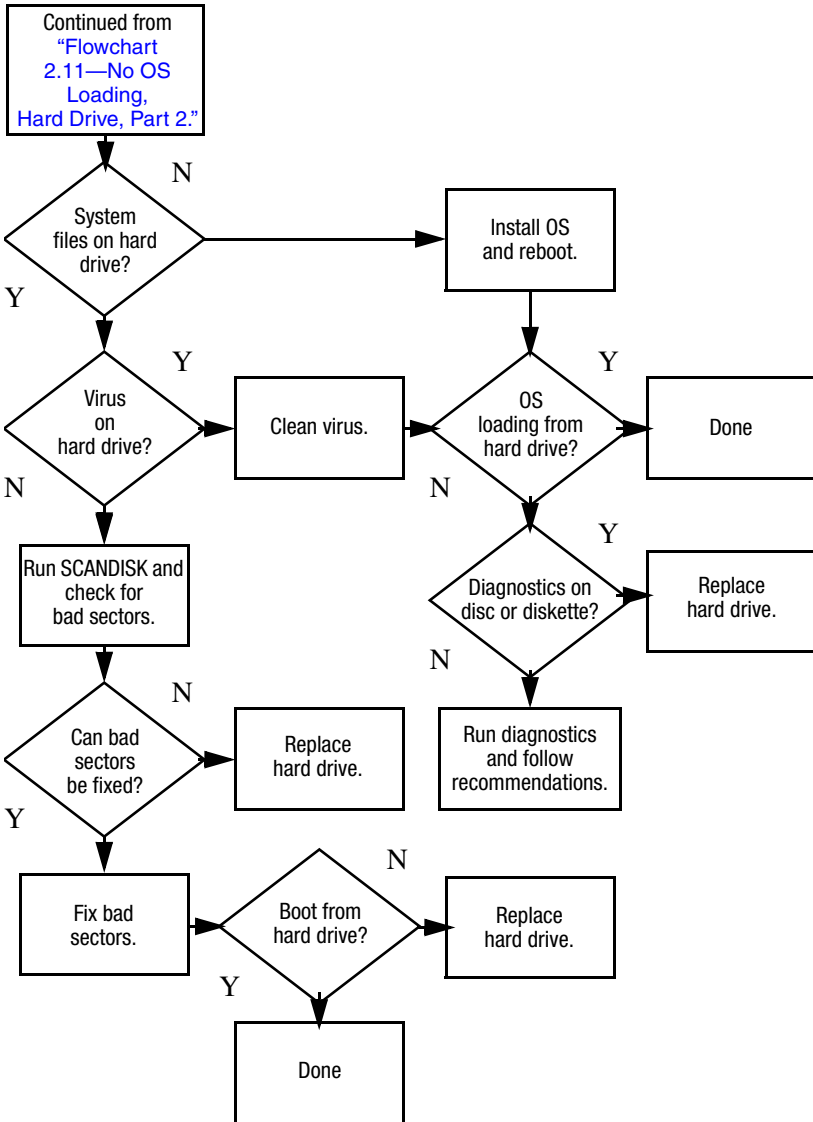 Continued from
“Flowchart
2.11—No OS
Loading,
Hard Drive, Part 2.”
N
System
files on hard
drive?
Install OS
and reboot.
Y
Y
Y
Virus
on
hard drive?
Clean virus.
OS
loading from
hard drive?
Done
N
N
Y
Run SCANDISK and
check for
bad sectors.
Diagnostics on
disc or diskette?
Replace
hard drive.
N
N
Can bad
sectors
be fixed?
Replace
hard drive.
Run diagnostics
and follow
recommendations.
Y
N
Fix bad
sectors.
Boot from
hard drive?
Replace
hard drive.
Y
Done